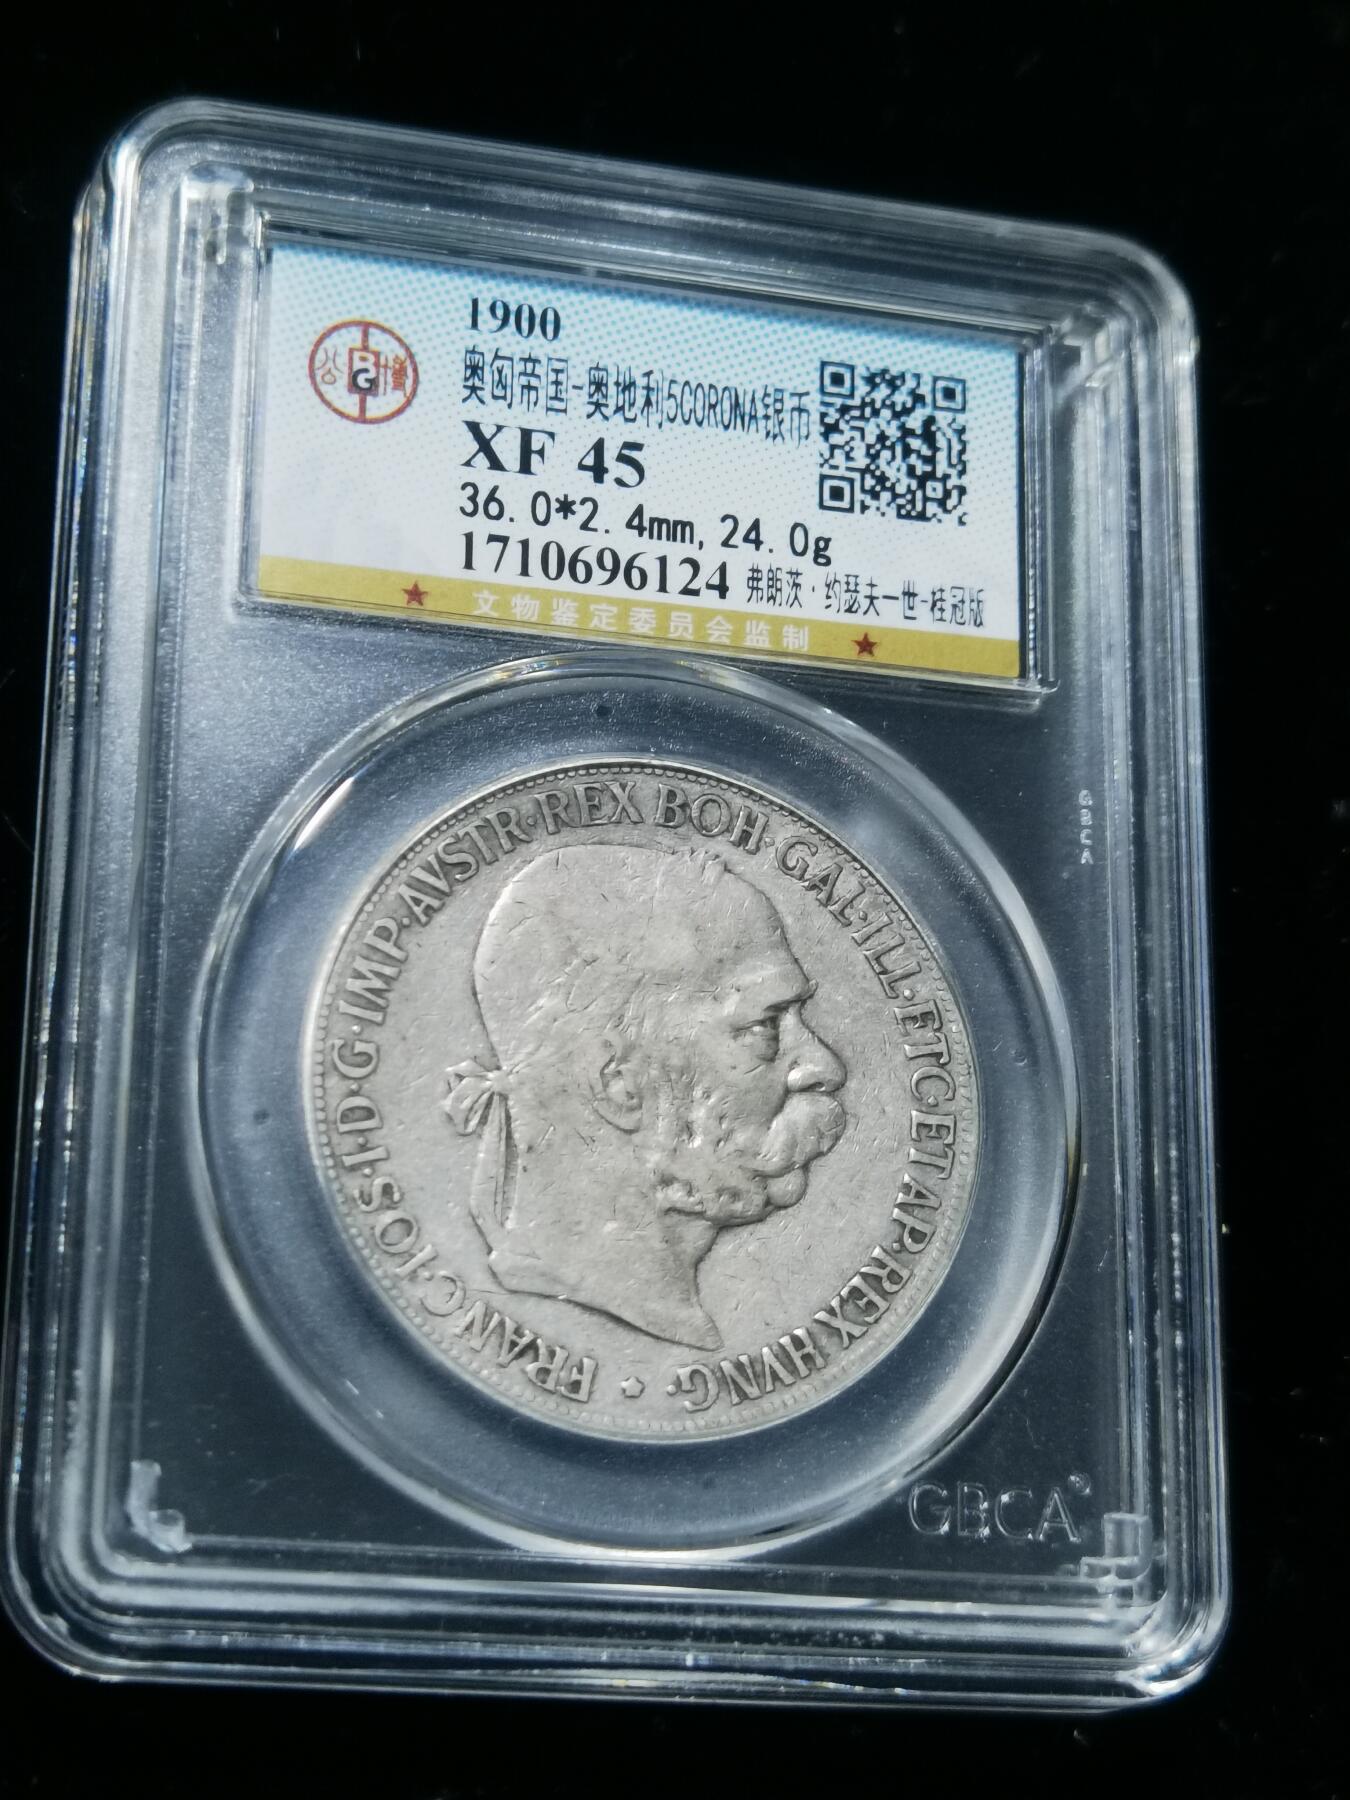 1900
奥匈帝国-奥地利5CORONA银币
XF 45
36.0*2.4mm,24.0g
1710696124 弗朗茨·约瑟夫一世-桂冠版
公 PG 博
★ 文物鉴定委员会监制 ★
GBCA
FRANC·IOS·I·D·G·IMP·AVSTR·REX BOH·GAL·ILL·ETC·ET AP·REX HVNG·
GBCA®